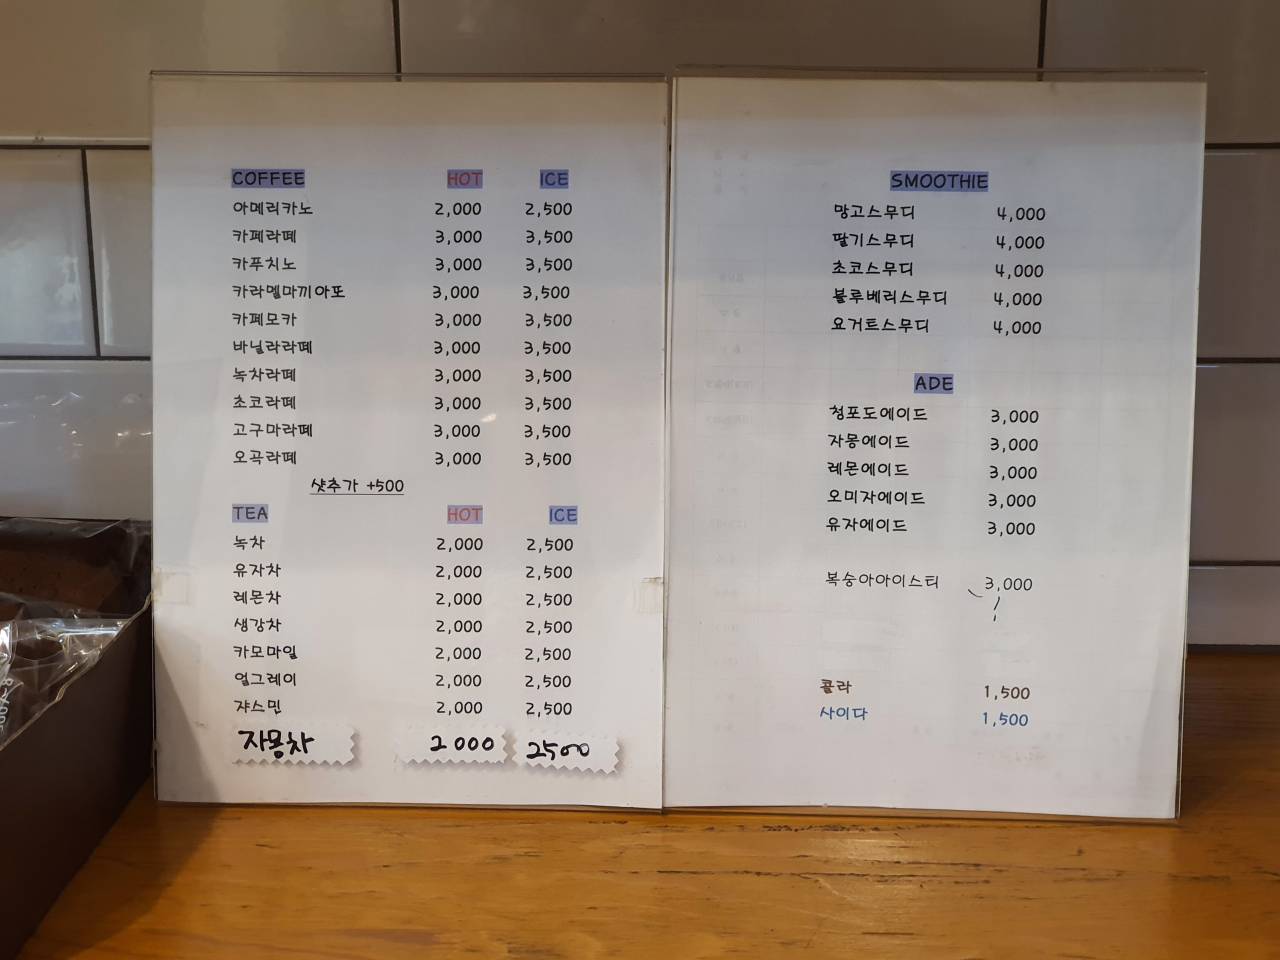 COFFEE HOT ICE
아메리카노 2,000 2,500
카페라떼 3,000 3,500
카푸치노 3,000 3,500
카라멜마끼아또 3,000 3,500
카페모카 3,000 3,500
바닐라라떼 3,000 3,500
녹차라떼 3,000 3,500
초코라떼 3,000 3,500
고구마라떼 3,000 3,500
오곡라떼 3,000 3,500
샷추가 +500
TEA HOT ICE
녹차 2,000 2,500
유자차 2,000 2,500
레몬차 2,000 2,500
생강차 2,000 2,500
카모마일 2,000 2,500
얼그레이 2,000 2,500
쟈스민 2,000 2,500
자몽차 2000 2500
SMOOTHIE
망고스무디 4,000
딸기스무디 4,000
초코스무디 4,000
블루베리스무디 4,000
요거트스무디 4,000
ADE
청포도에이드 3,000
자몽에이드 3,000
레몬에이드 3,000
오미자에이드 3,000
유자에이드 3,000
복숭아아이스티 3,000
콜라 1,500
사이다 1,500